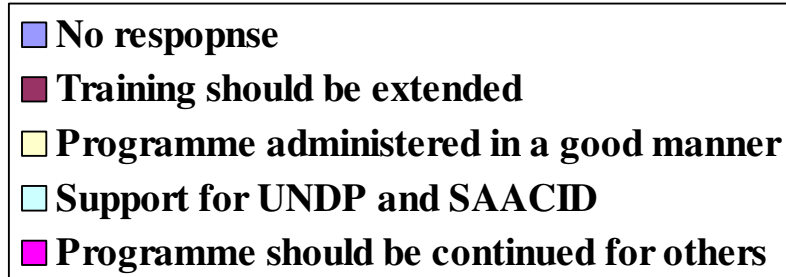 No respopnse
Training should be extended
Programme administered in a good manner
Support for UNDP and SAACID
Programme should be continued for others